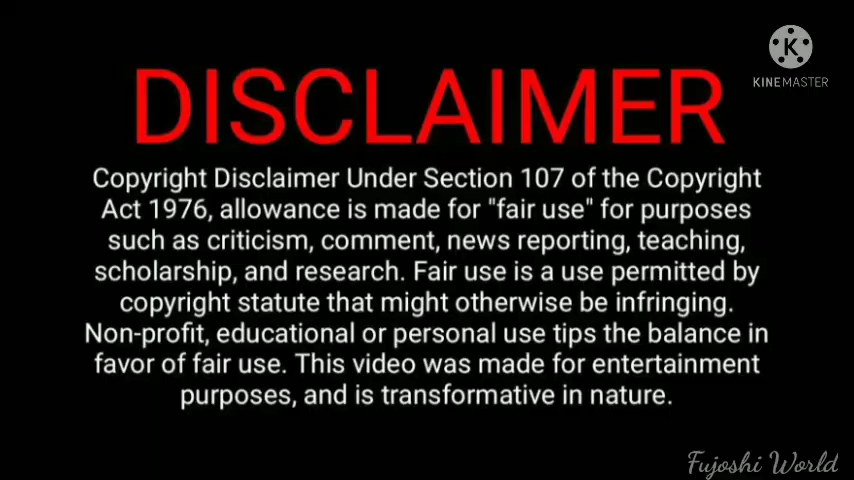 K
KINEMASTER
DISCLAIMER
Copyright Disclaimer Under Section 107 of the Copyright
Act 1976, allowance is made for "fair use" for purposes
such as criticism, comment, news reporting, teaching,
scholarship, and research. Fair use is a use permitted by
copyright statute that might otherwise be infringing.
Non-profit, educational or personal use tips the balance in
favor of fair use. This video was made for entertainment
purposes, and is transformative in nature.
Fujoshi World